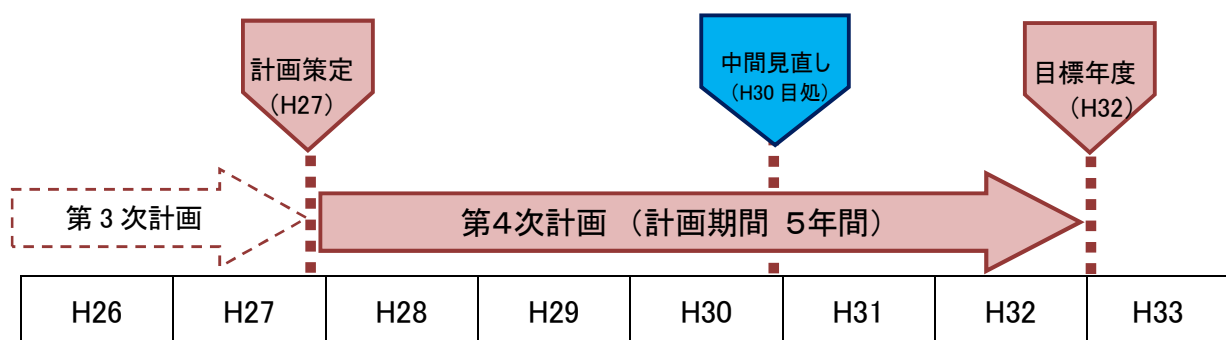 計画策定
（H27）
中間見直し
（H30 目処）
目標年度
（H32）
第 3 次計画
第４次計画 （計画期間 ５年間）
H26 H27 H28 H29 H30 H31 H32 H33